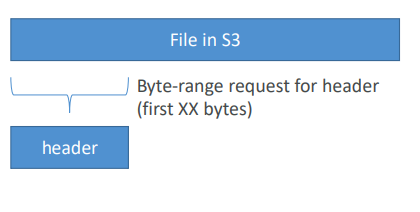 File in S3
Byte-range request for header
(first XX bytes)
header